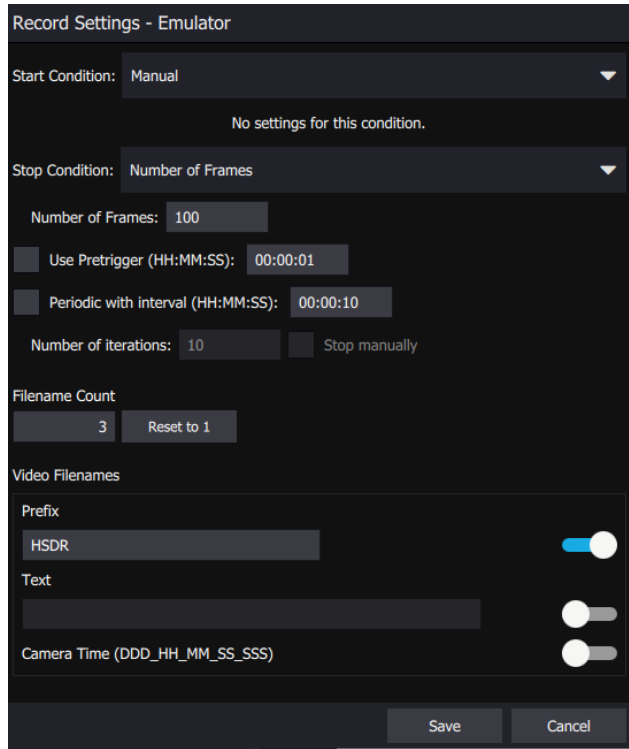 Record Settings - Emulator
Start Condition: Manual
No settings for this condition.
Stop Condition: Number of Frames
Number of Frames: 100
Use Pretrigger (HH:MM:SS): 00:00:01
Periodic with interval (HH:MM:SS): 00:00:10
Number of iterations: 10 Stop manually
Filename Count
3 Reset to 1
Video Filenames
Prefix
HSDR
Text
Camera Time (DDD_HH_MM_SS_SSS)
Save Cancel